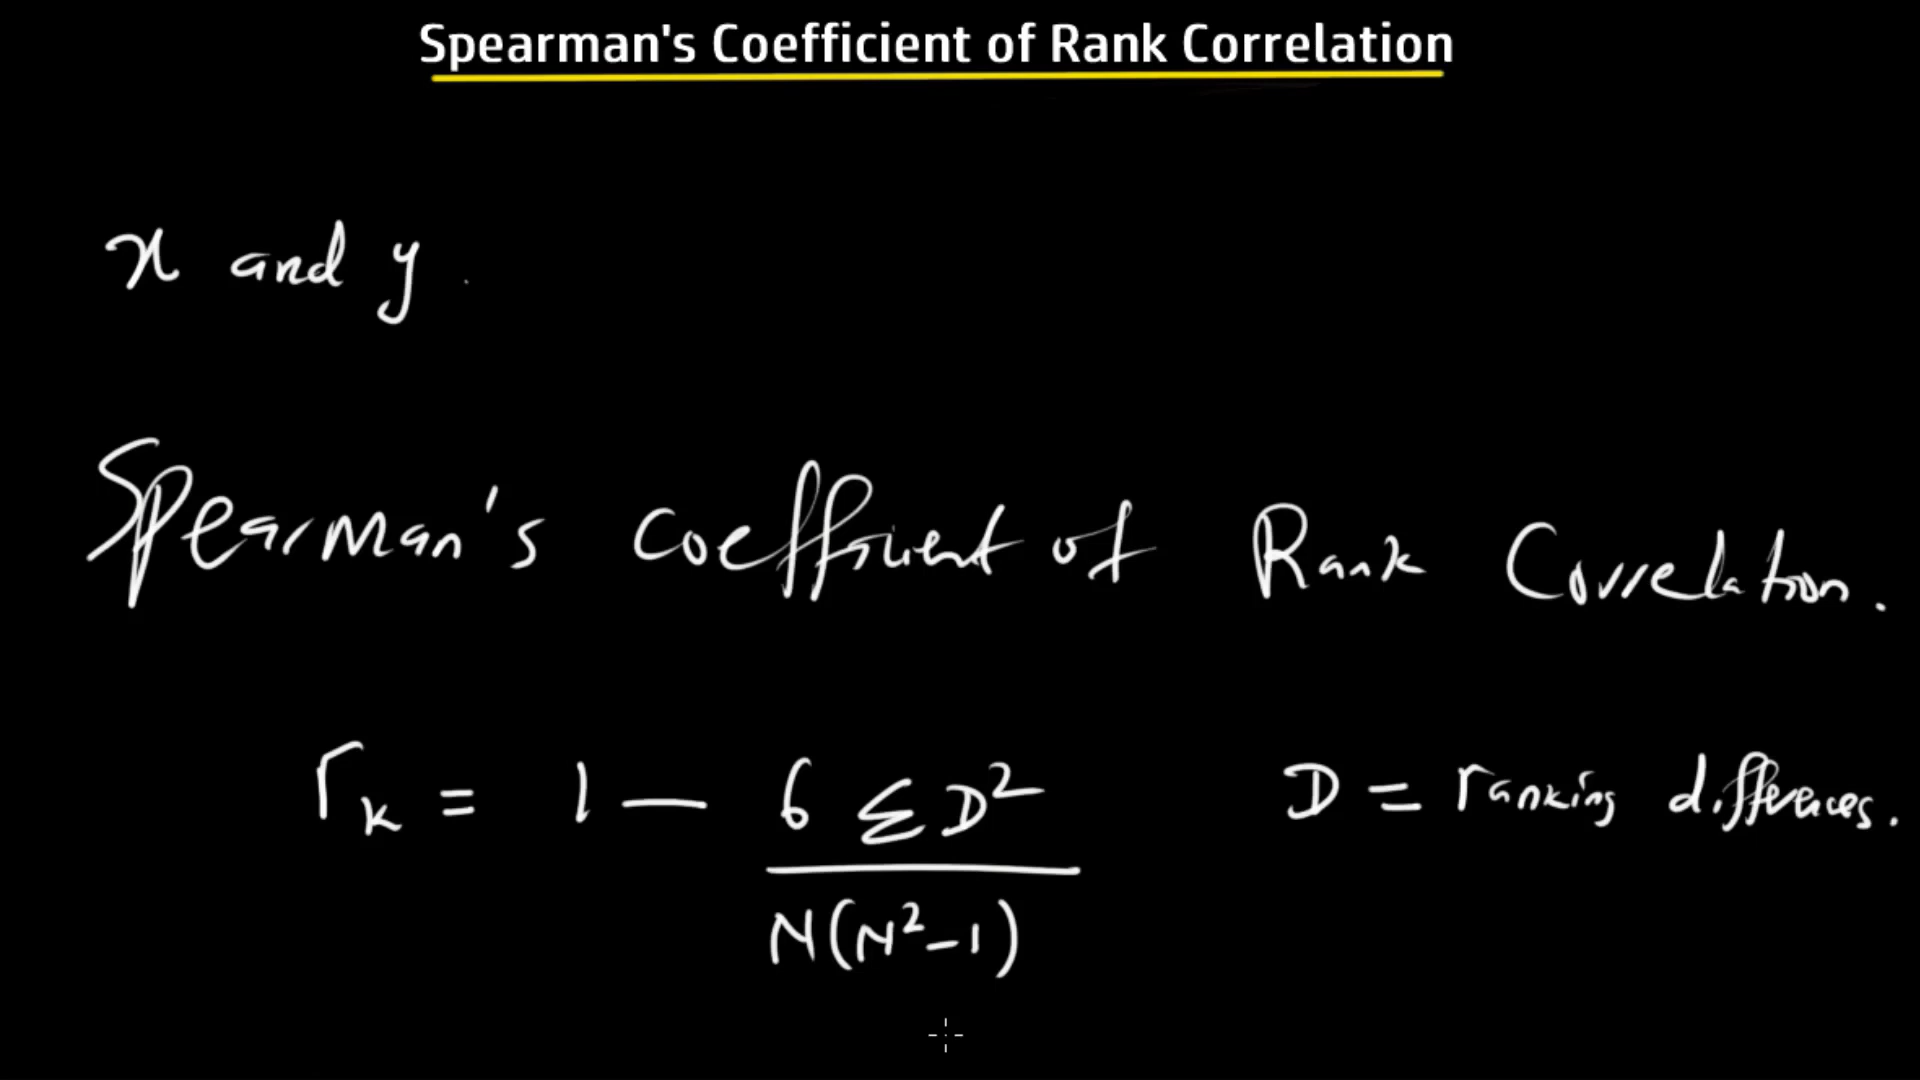 Spearman's Coefficient of Rank Correlation
x and y.
Spearman's Coefficient of Rank Correlation.
r_k = 1 - 6 ΣD² / N(N²-1) D = ranking differences.